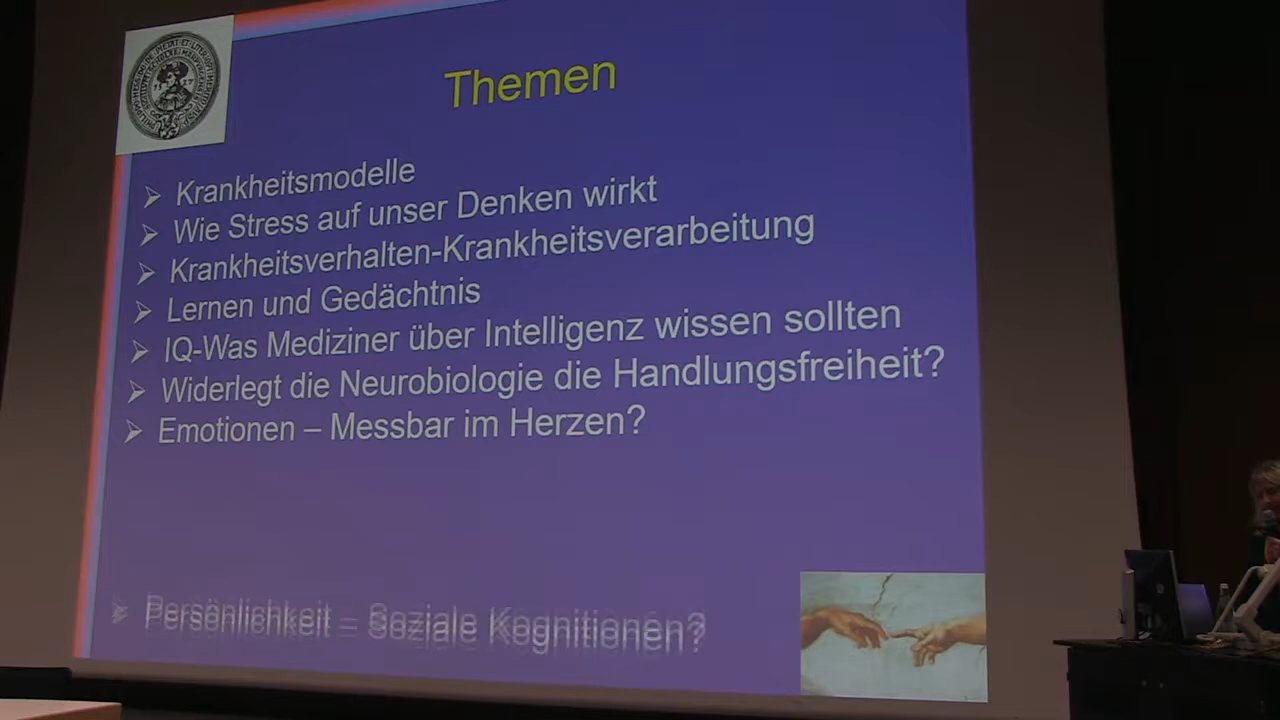 Themen
Krankheitsmodelle
Wie Stress auf unser Denken wirkt
Krankheitsverhalten-Krankheitsverarbeitung
Lernen und Gedächtnis
IQ-Was Mediziner über Intelligenz wissen sollten
Widerlegt die Neurobiologie die Handlungsfreiheit?
Emotionen – Messbar im Herzen?
Persönlichkeit = Soziale Kognitionen?